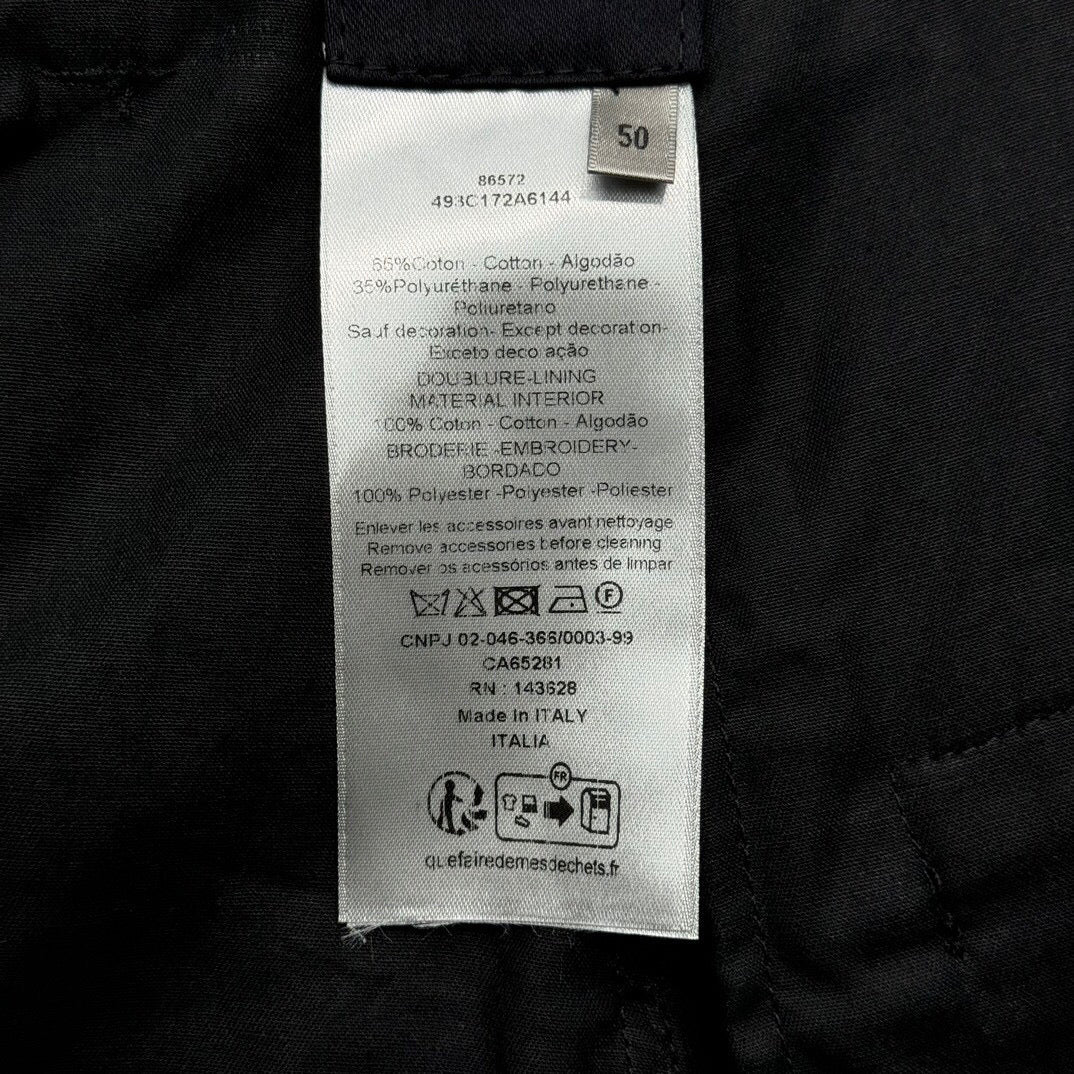 50
86572
493C172A6144
65%Coton - Cotton - Algodão
35%Polyuréthane - Polyurethane -
Poliuretano
Sauf decoration- Except decoration-
Exceto decoração
DOUBLURE-LINING
MATERIAL INTERIOR
100% Coton - Cotton - Algodão
BRODERIE -EMBROIDERY-
BORDADO
100% Polyester -Polyester -Poliester
Enlever les accessoires avant nettoyage
Remove accessories before cleaning
Remover os acessórios antes de limpar
F
CNPJ 02-046-366/0003-99
CA65281
RN : 143628
Made in ITALY
ITALIA
FR
quefairedemesdechets.fr